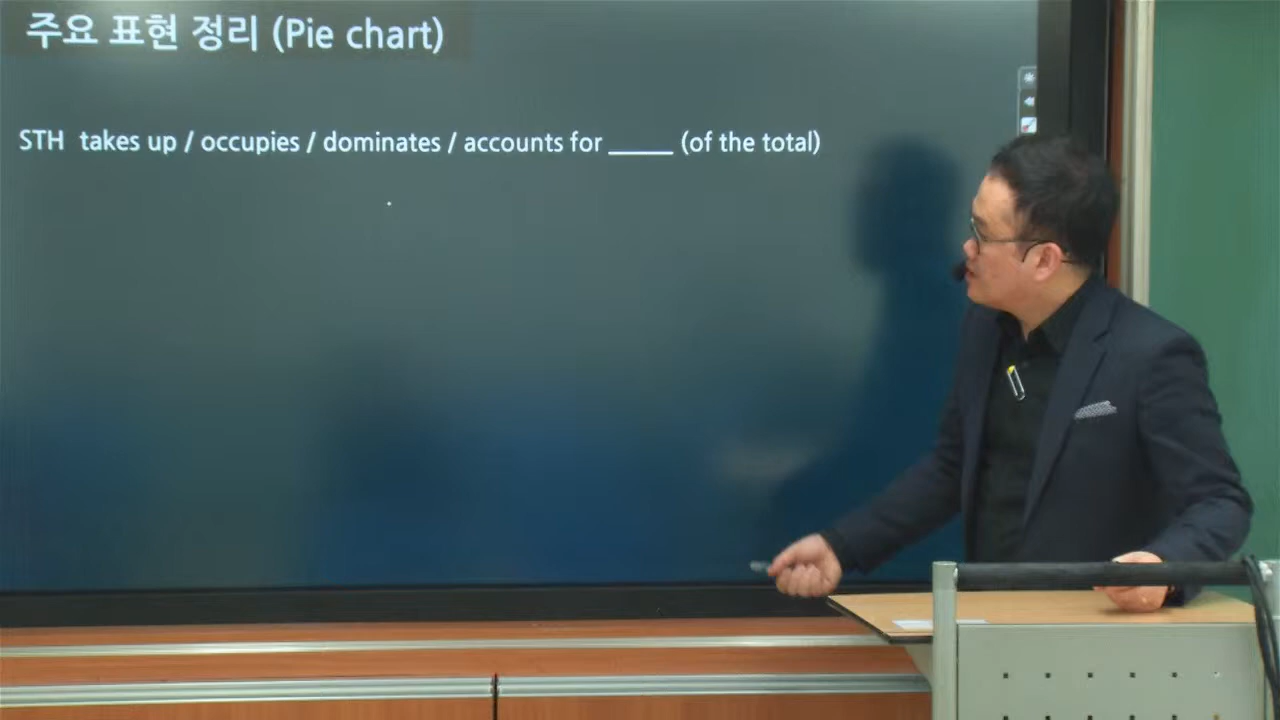 주요 표현 정리 (Pie chart)
STH takes up / occupies / dominates / accounts for _____ (of the total)